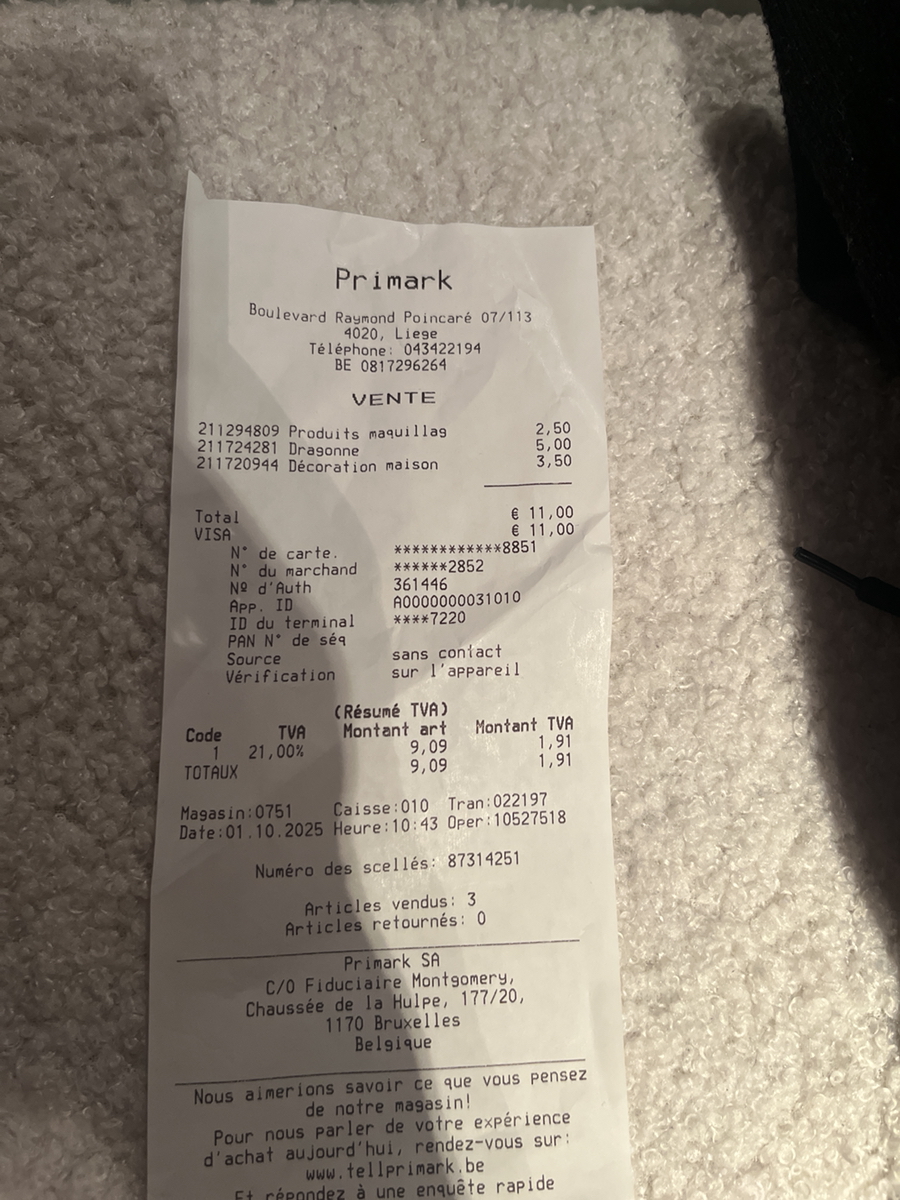 Primark
Boulevard Raymond Poincaré 07/113
4020, Liege
Téléphone: 043422194
BE 0817296264
VENTE
211294809 Produits maquillag 2,50
211724281 Dragonne 5,00
211720944 Décoration maison 3,50
Total € 11,00
VISA € 11,00
N° de carte. ************8851
N° du marchand ******2852
Nº d'Auth 361446
App. ID A0000000031010
ID du terminal ****7220
PAN N° de séq
Source sans contact
Vérification sur l'appareil
(Résumé TVA)
Code TVA Montant art Montant TVA
1 21,00% 9,09 1,91
TOTAUX 9,09 1,91
Magasin:0751 Caisse:010 Tran:022197
Date:01.10.2025 Heure:10:43 Oper:10527518
Numéro des scellés: 87314251
Articles vendus: 3
Articles retournés: 0
Primark SA
C/O Fiduciaire Montgomery,
Chaussée de la Hulpe, 177/20,
1170 Bruxelles
Belgique
Nous aimerions savoir ce que vous pensez
de notre magasin!
Pour nous parler de votre expérience
d'achat aujourd'hui, rendez-vous sur:
www.tellprimark.be
Et répondez à une enquête rapide